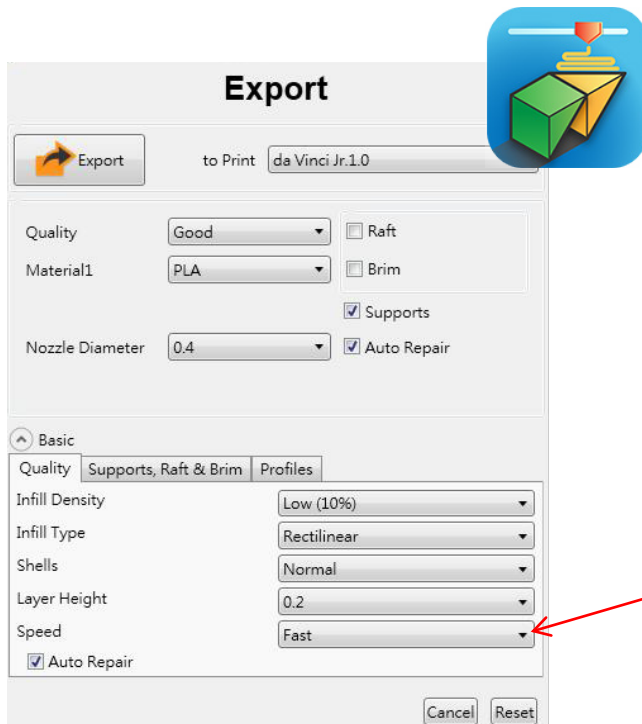 Export
Export to Print da Vinci Jr.1.0
Quality Good Raft
Material1 PLA Brim
Supports
Nozzle Diameter 0.4 Auto Repair
Basic
Quality Supports, Raft & Brim Profiles
Infill Density Low (10%)
Infill Type Rectilinear
Shells Normal
Layer Height 0.2
Speed Fast
Auto Repair
Cancel Reset